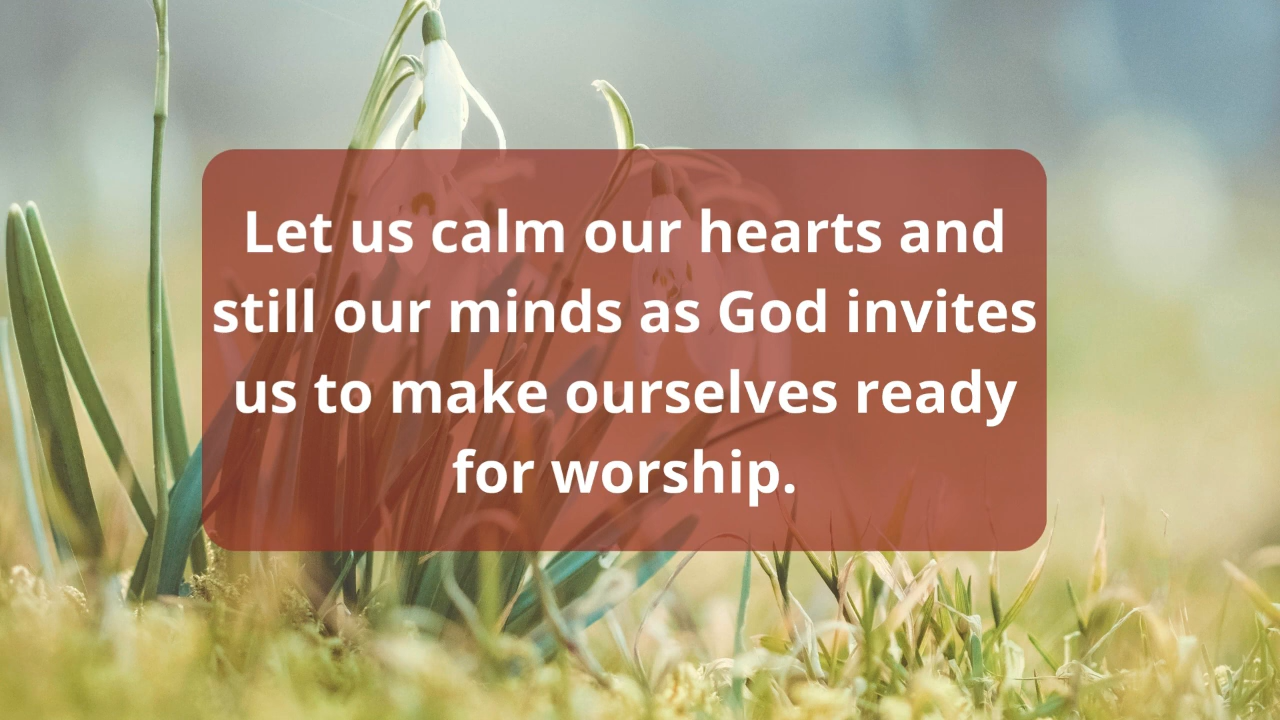 Let us calm our hearts and
still our minds as God invites
us to make ourselves ready
for worship.